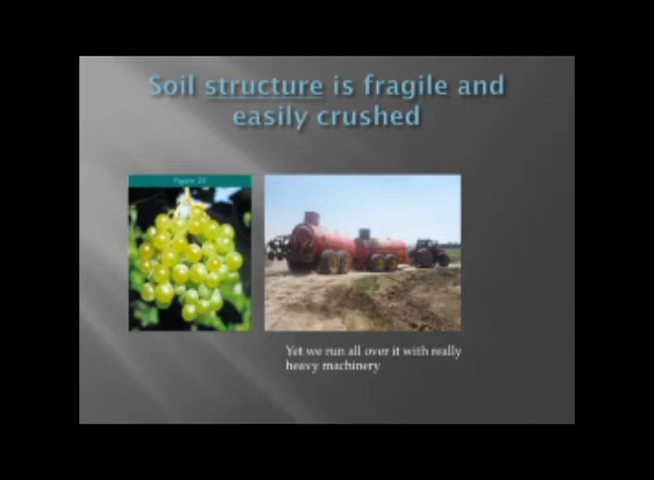 Soil structure is fragile and
easily crushed
Yet we run all over it with really
heavy machinery